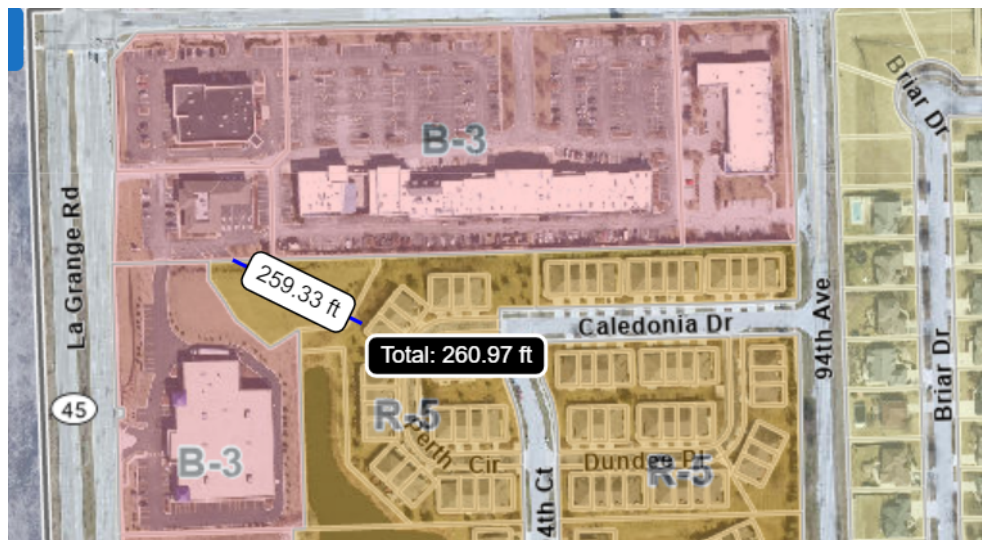 Briar Dr
B-3
La Grange Rd
259.33 ft
94th Ave
Caledonia Dr
Total: 260.97 ft
Briar Dr
45
R-5
Perth Cir
B-3
Dundee Pl
R-5
4th Ct